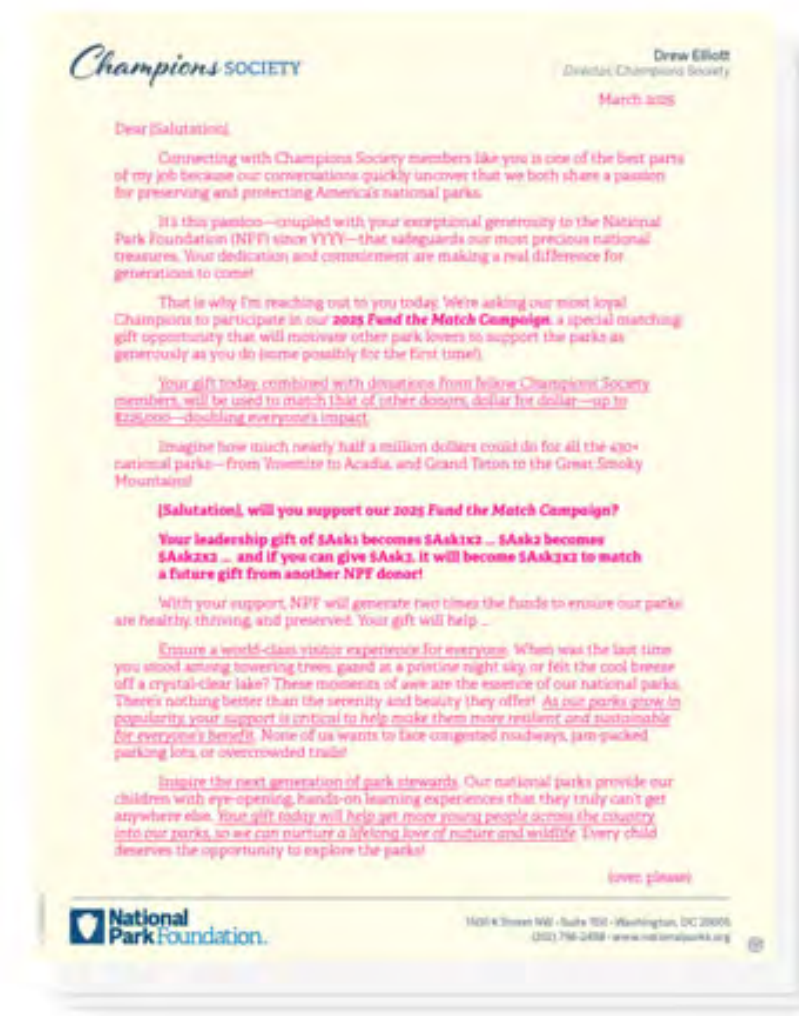 Champions SOCIETY
Drew Elliott
Director, Champions Society
March 2025
Dear [Salutation],
Connecting with Champions Society members like you is one of the best parts
of my job because our conversations quickly uncover that we both share a passion
for preserving and protecting America's national parks.
It's this passion—coupled with your exceptional generosity to the National
Park Foundation (NPF) since YYYY—that safeguards our most precious national
treasures. Your dedication and commitment are making a real difference for
generations to come!
That is why I'm reaching out to you today. We're asking our most loyal
Champions to participate in our 2025 Fund the Match Campaign, a special matching
gift opportunity that will motivate other park lovers to support the parks as
generously as you do (some possibly for the first time!).
Your gift today, combined with donations from fellow Champions Society
members, will be used to match that of other donors, dollar for dollar—up to
$225,000—doubling everyone's impact.
Imagine how much nearly half a million dollars could do for all the 430+
national parks—from Yosemite to Acadia, and Grand Teton to the Great Smoky
Mountains!
[Salutation], will you support our 2025 Fund the Match Campaign?
Your leadership gift of $Ask1 becomes $Ask1x2 ... $Ask2 becomes
$Ask2x2 ... and if you can give $Ask3, it will become $Ask3x2 to match
a future gift from another NPF donor!
With your support, NPF will generate two times the funds to ensure our parks
are healthy, thriving, and preserved. Your gift will help ...
Ensure a world-class visitor experience for everyone. When was the last time
you stood among towering trees, gazed at a pristine night sky, or felt the cool breeze
off a crystal-clear lake? These moments of awe are the essence of our national parks.
There's nothing better than the serenity and beauty they offer! As our parks grow in
popularity, your support is critical to help make them more resilient and sustainable
for everyone's benefit. None of us wants to face congested roadways, jam-packed
parking lots, or overcrowded trails!
Inspire the next generation of park stewards. Our national parks provide our
children with eye-opening, hands-on learning experiences that they truly can't get
anywhere else. Your gift today will help get more young people across the country
into our parks, so we can nurture a lifelong love of nature and wildlife. Every child
deserves the opportunity to explore the parks!
(over, please)
National
Park Foundation.
Street NW · Suite · Washington, DC
www.nationalparks.org